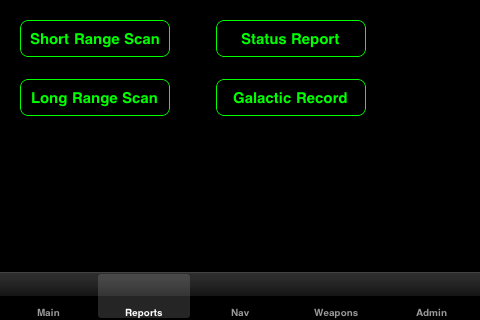 Short Range Scan
Status Report
Long Range Scan
Galactic Record
Main
Reports
Nav
Weapons
Admin